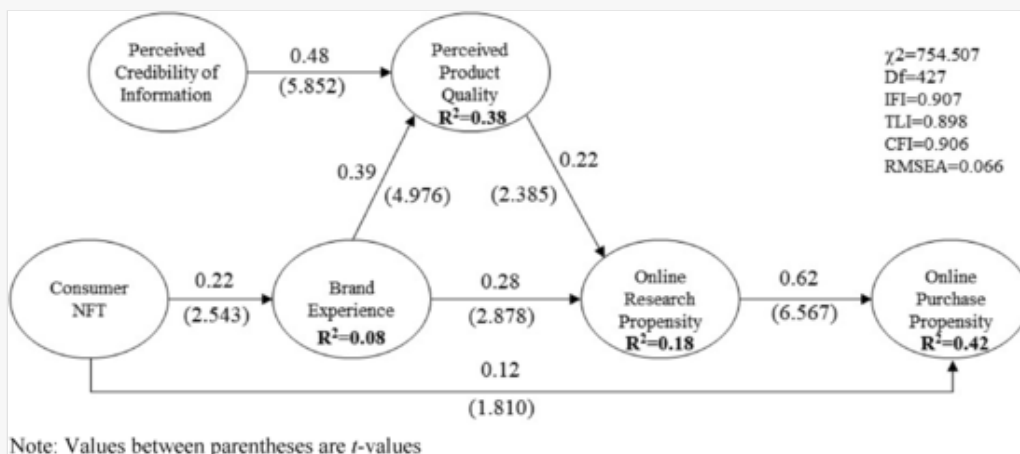 Perceived
Credibility of
Information
0.48
(5.852)
Perceived
Product
Quality
R²=0.38
χ2=754.507
Df=427
IFI=0.907
TLI=0.898
CFI=0.906
RMSEA=0.066
0.39
(4.976)
0.22
(2.385)
Consumer
NFT
0.22
(2.543)
Brand
Experience
R²=0.08
0.28
(2.878)
Online
Research
Propensity
R²=0.18
0.62
(6.567)
Online
Purchase
Propensity
R²=0.42
0.12
(1.810)
Note: Values between parentheses are t-values